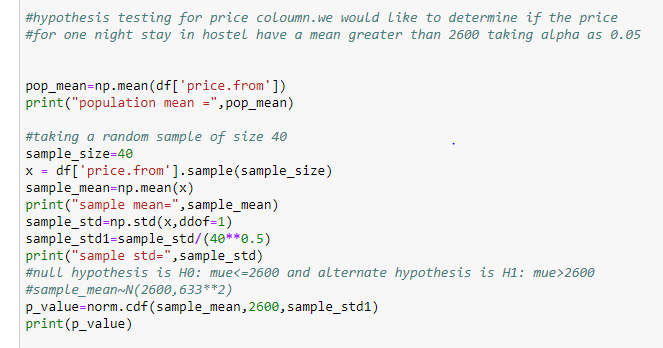 #hypothesis testing for price coloumn.we would like to determine if the price
#for one night stay in hostel have a mean greater than 2600 taking alpha as 0.05
pop_mean=np.mean(df['price.from'])
print("population mean =",pop_mean)
#taking a random sample of size 40
sample_size=40
x = df['price.from'].sample(sample_size)
sample_mean=np.mean(x)
print("sample mean=",sample_mean)
sample_std=np.std(x,ddof=1)
sample_std1=sample_std/(40**0.5)
print("sample std=",sample_std)
#null hypothesis is H0: mue<=2600 and alternate hypothesis is H1: mue>2600
#sample_mean~N(2600,633**2)
p_value=norm.cdf(sample_mean,2600,sample_std1)
print(p_value)